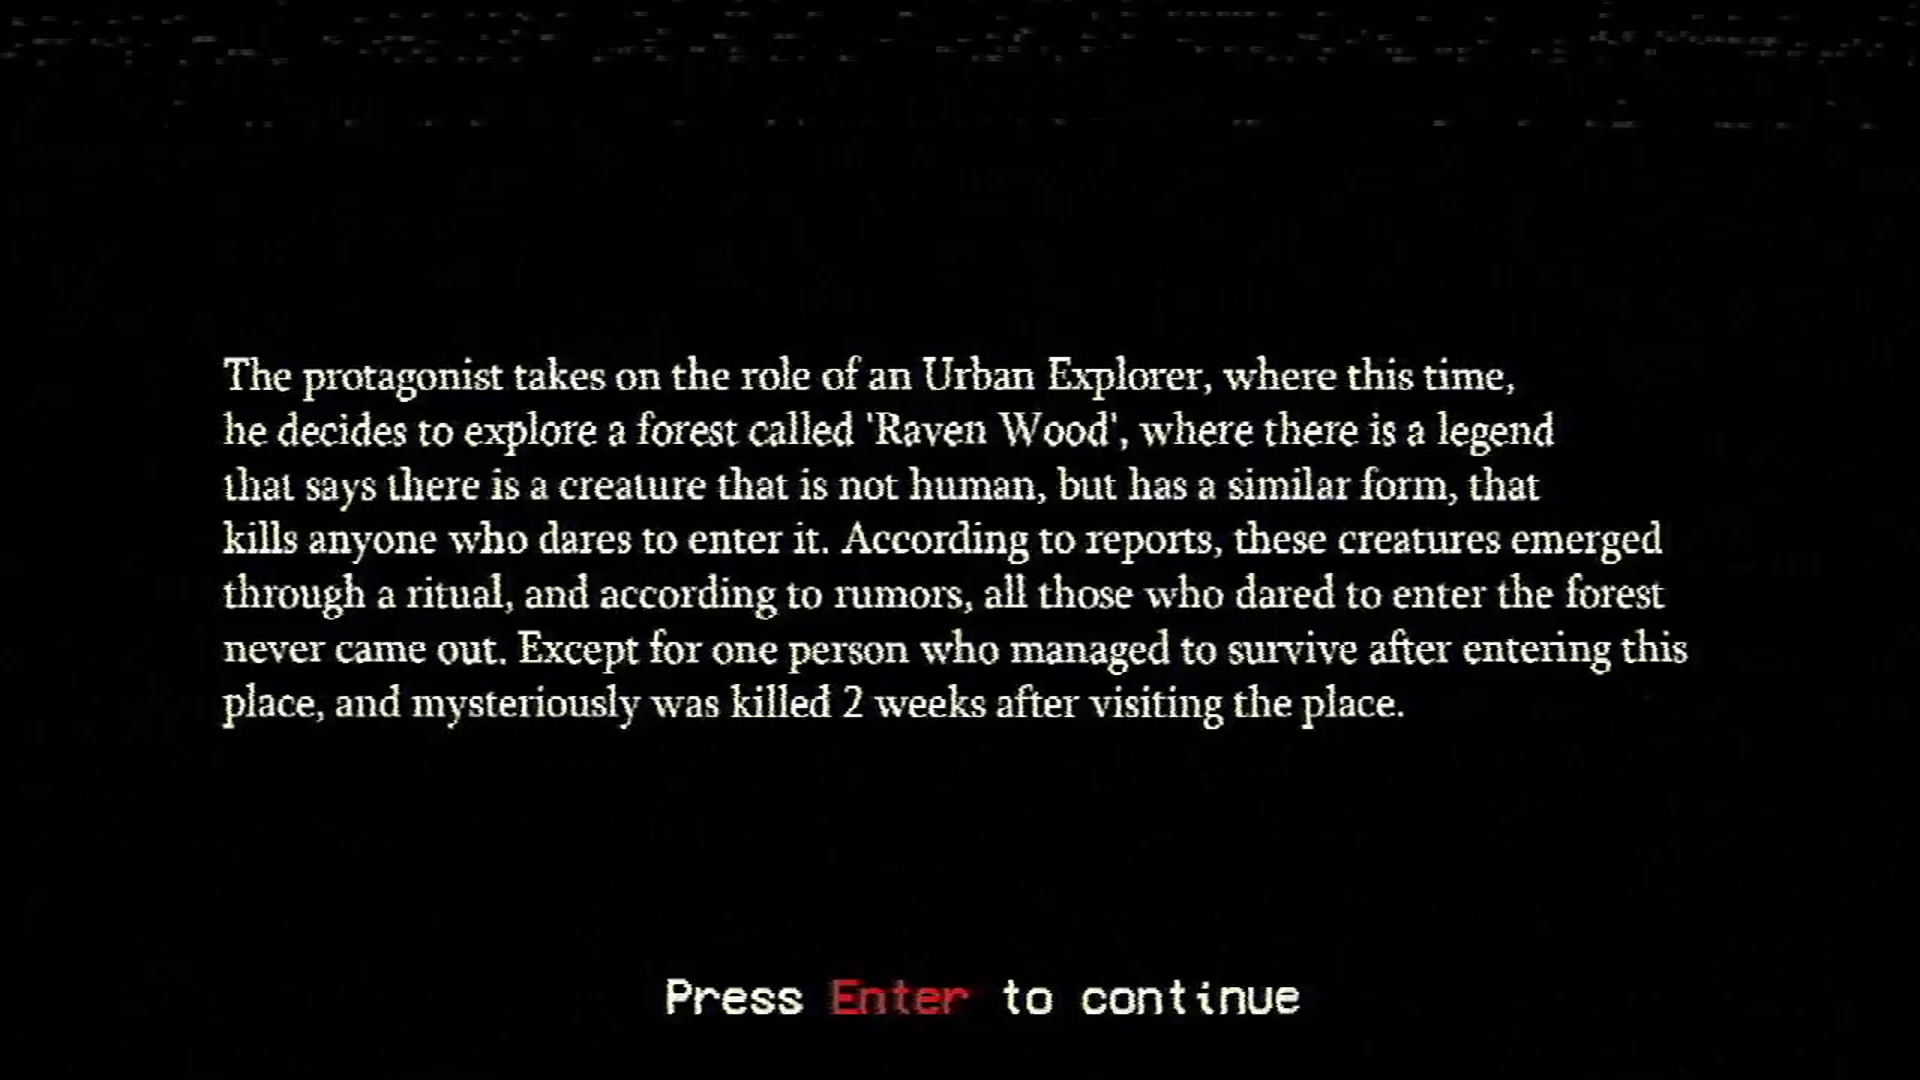 The protagonist takes on the role of an Urban Explorer, where this time,
he decides to explore a forest called 'Raven Wood', where there is a legend
that says there is a creature that is not human, but has a similar form, that
kills anyone who dares to enter it. According to reports, these creatures emerged
through a ritual, and according to rumors, all those who dared to enter the forest
never came out. Except for one person who managed to survive after entering this
place, and mysteriously was killed 2 weeks after visiting the place.
Press Enter to continue